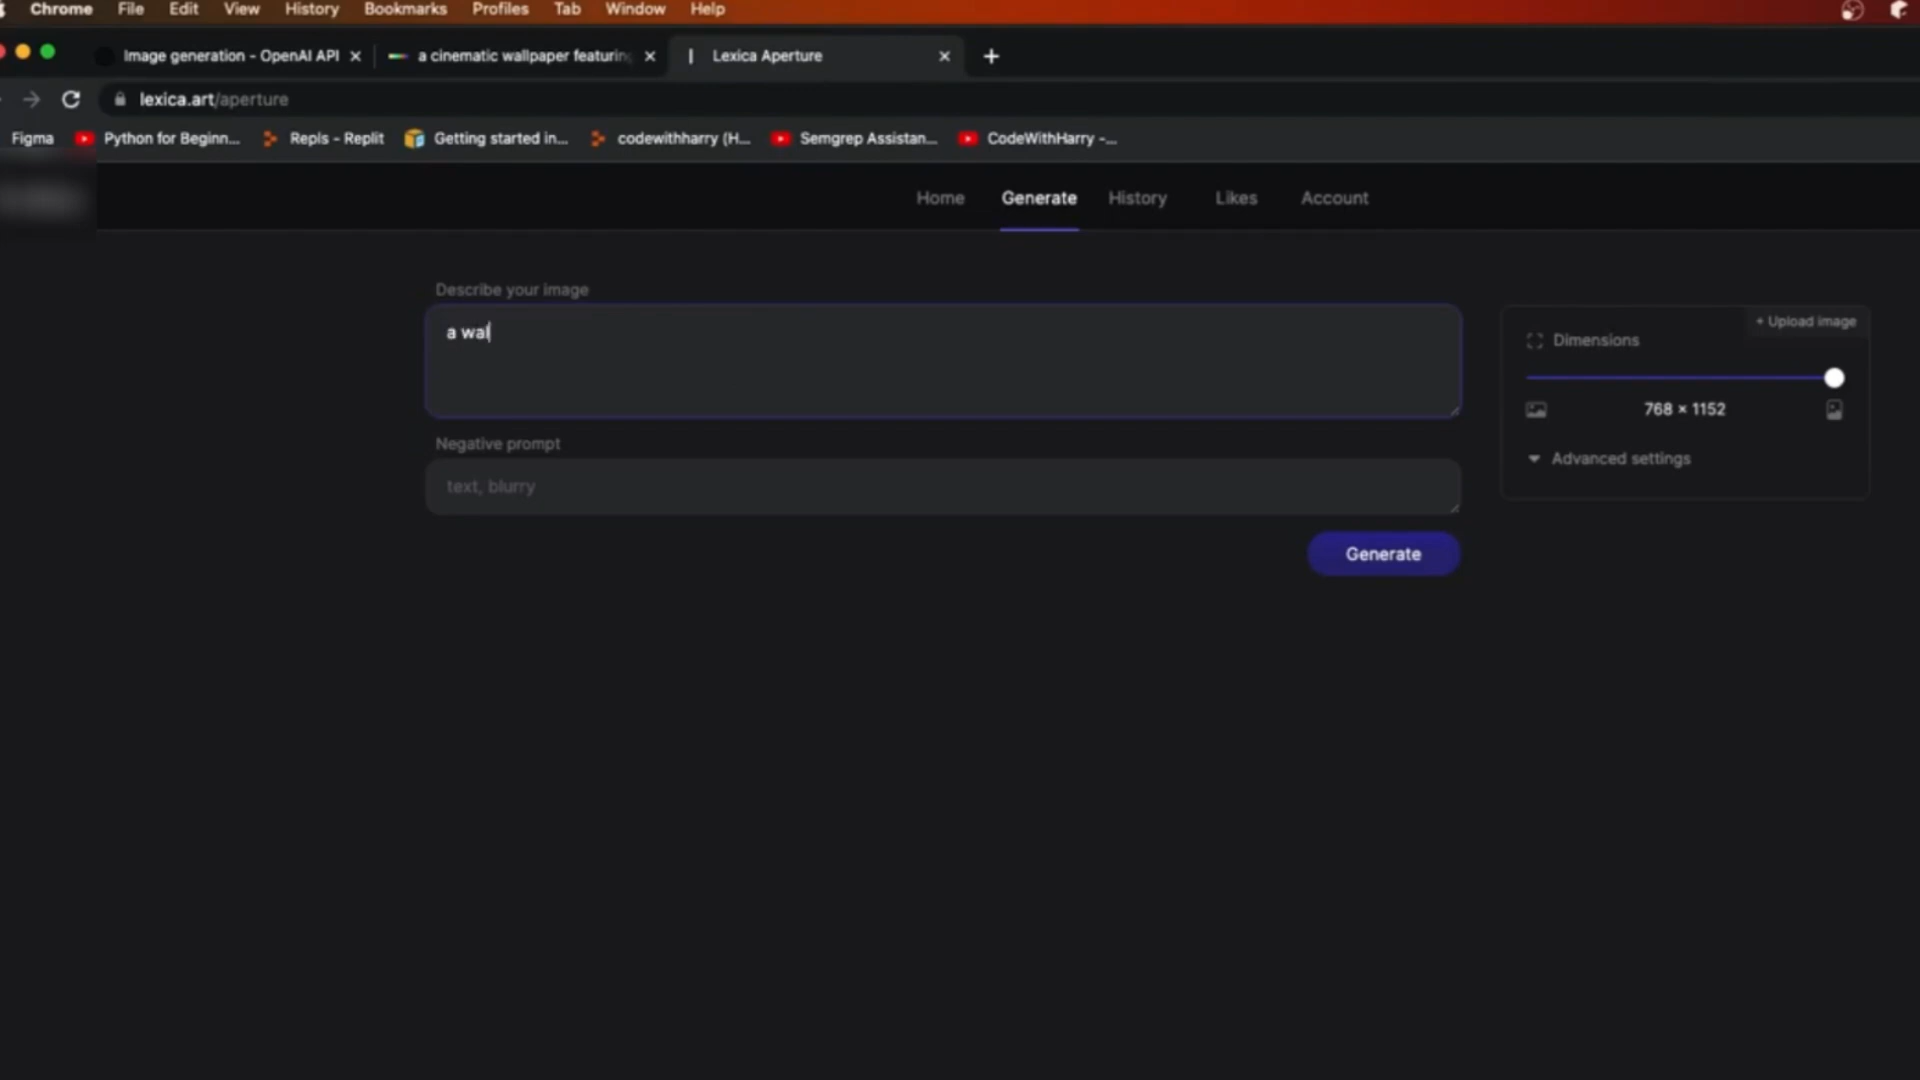 Chrome File Edit View History Bookmarks Profiles Tab Window Help
Image generation - OpenAI API a cinematic wallpaper featuring Lexica Aperture
lexica.art/aperture
Figma Python for Beginn... Repls - Replit Getting started in... codewithharry (H... Semgrep Assistan... CodeWithHarry -...
Home Generate History Likes Account
Describe your image
a wal
+ Upload image
Dimensions
768 × 1152
Negative prompt
Advanced settings
text, blurry
Generate